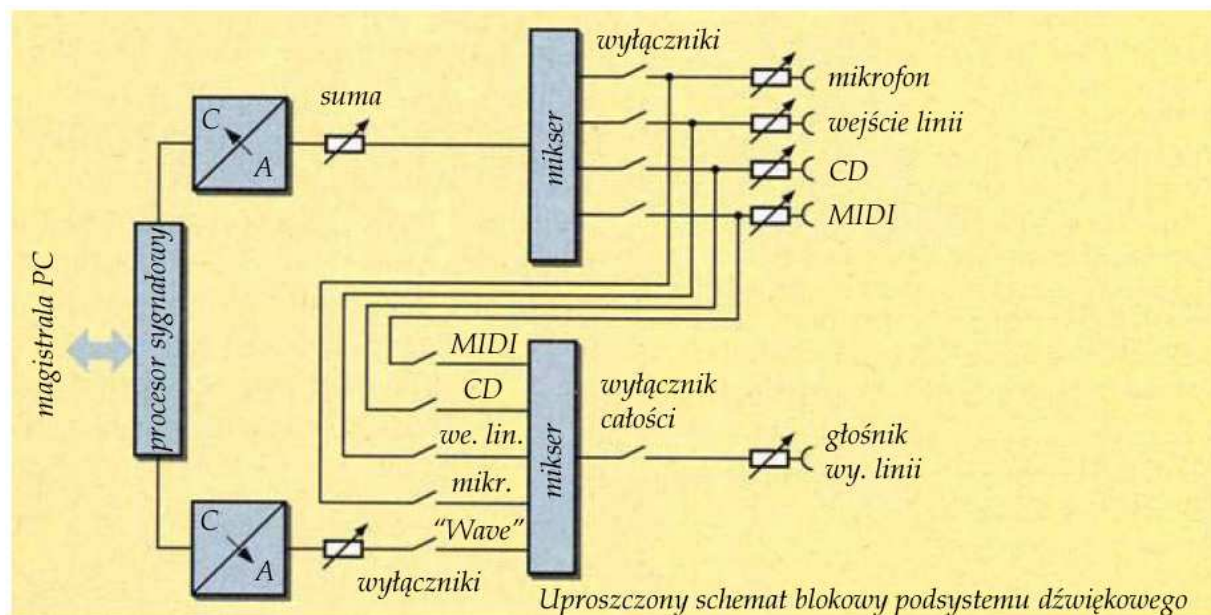 wyłączniki
suma
mikser
mikrofon
wejście linii
CD
MIDI
C
A
magistrala PC
procesor sygnałowy
MIDI
CD
we. lin.
mikr.
"Wave"
mikser
wyłącznik
całości
głośnik
wy. linii
C
A
wyłączniki
Uproszczony schemat blokowy podsystemu dźwiękowego